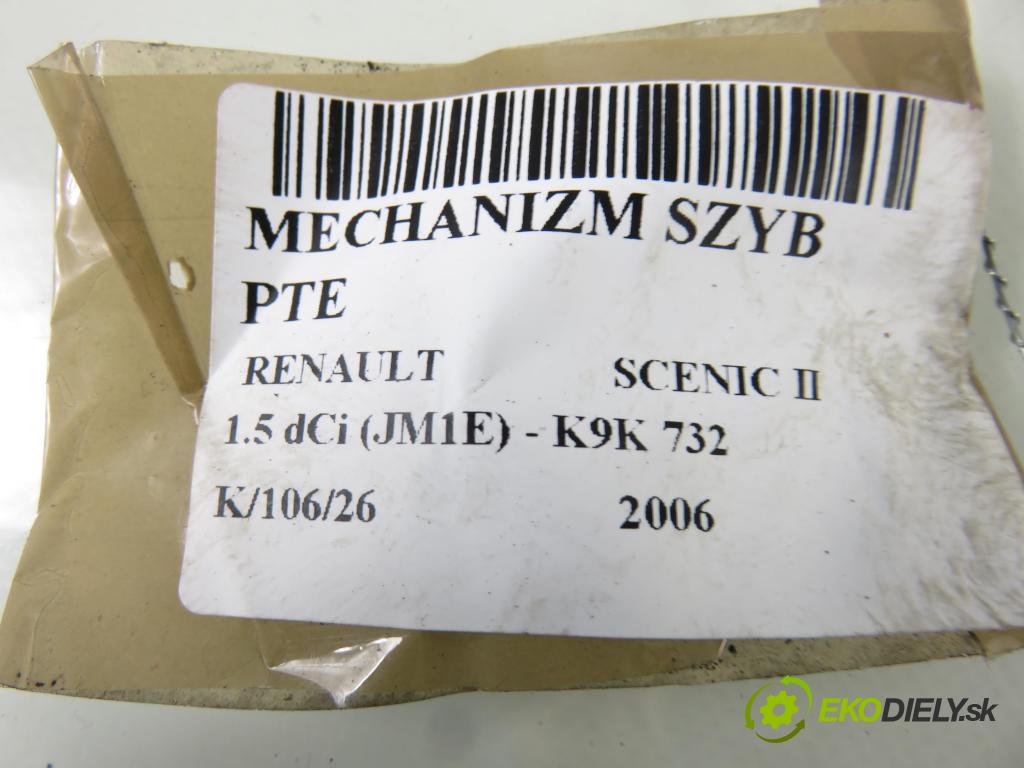 MECHANIZM SZYB
PTE
RENAULT SCENIC II
1.5 dCi (JM1E) - K9K 732
K/106/26 2006
EKODIELY.sk